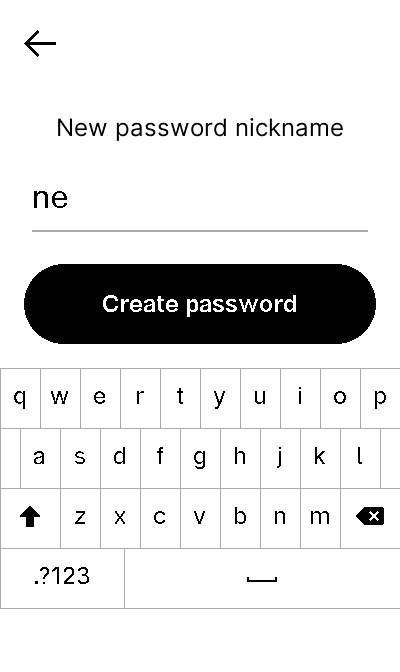 New password nickname
ne
Create password
q w e r t y u i o p
a s d f g h j k l
z x c v b n m
.?123